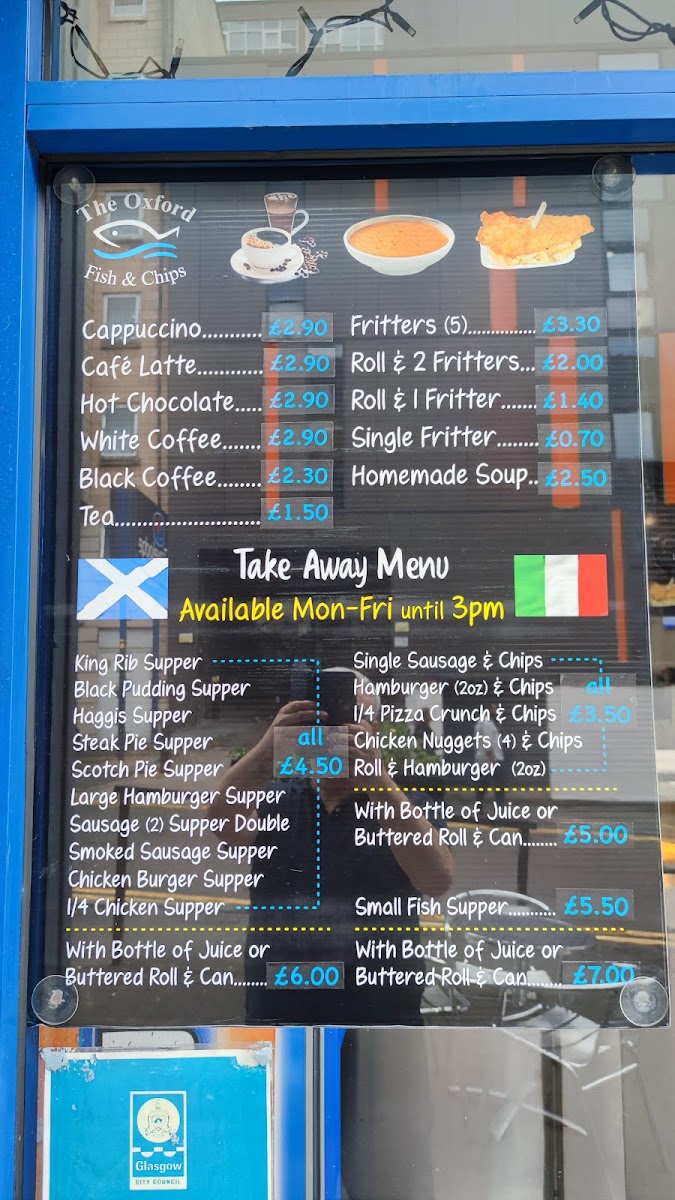 The Oxford
Fish & Chips
Cappuccino........... £2.90
Café Latte............ £2.90
Hot Chocolate..... £2.90
White Coffee....... £2.90
Black Coffee........ £2.30
Tea.......................... £1.50
Fritters (5)............... £3.30
Roll & 2 Fritters... £2.00
Roll & 1 Fritter....... £1.40
Single Fritter........ £0.70
Homemade Soup.. £2.50
Take Away Menu
Available Mon-Fri until 3pm
King Rib Supper
Black Pudding Supper
Haggis Supper
Steak Pie Supper
Scotch Pie Supper
Large Hamburger Supper
Sausage (2) Supper Double
Smoked Sausage Supper
Chicken Burger Supper
1/4 Chicken Supper
all
£4.50
With Bottle of Juice or
Buttered Roll & Can........ £6.00
Single Sausage & Chips
Hamburger (2oz) & Chips
1/4 Pizza Crunch & Chips
Chicken Nuggets (4) & Chips
Roll & Hamburger (2oz)
all
£3.50
With Bottle of Juice or
Buttered Roll & Can........ £5.00
Small Fish Supper........... £5.50
With Bottle of Juice or
Buttered Roll & Can........ £7.00
Glasgow
CITY COUNCIL